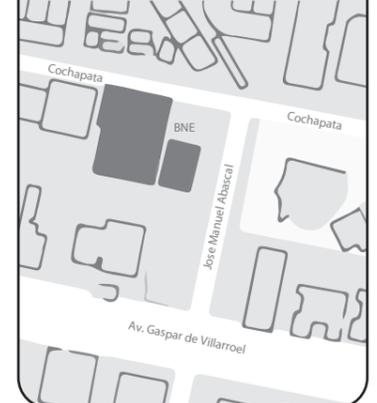 Cochapata
BNE
Cochapata
Jose Manuel Abascal
Av. Gaspar de Villarroel